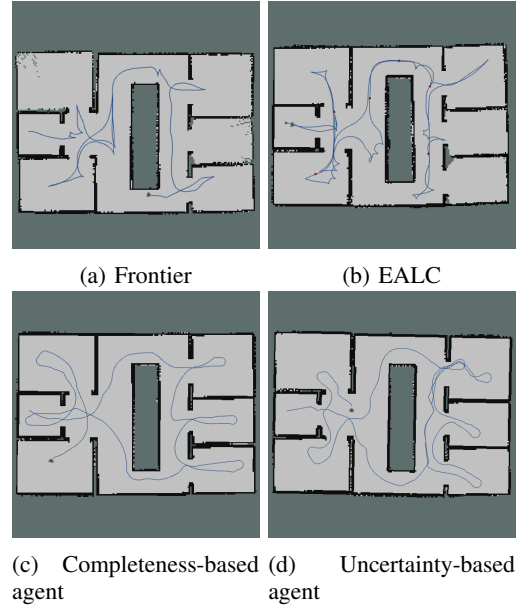 (a) Frontier
(b) EALC
(c) Completeness-based
agent
(d) Uncertainty-based
agent